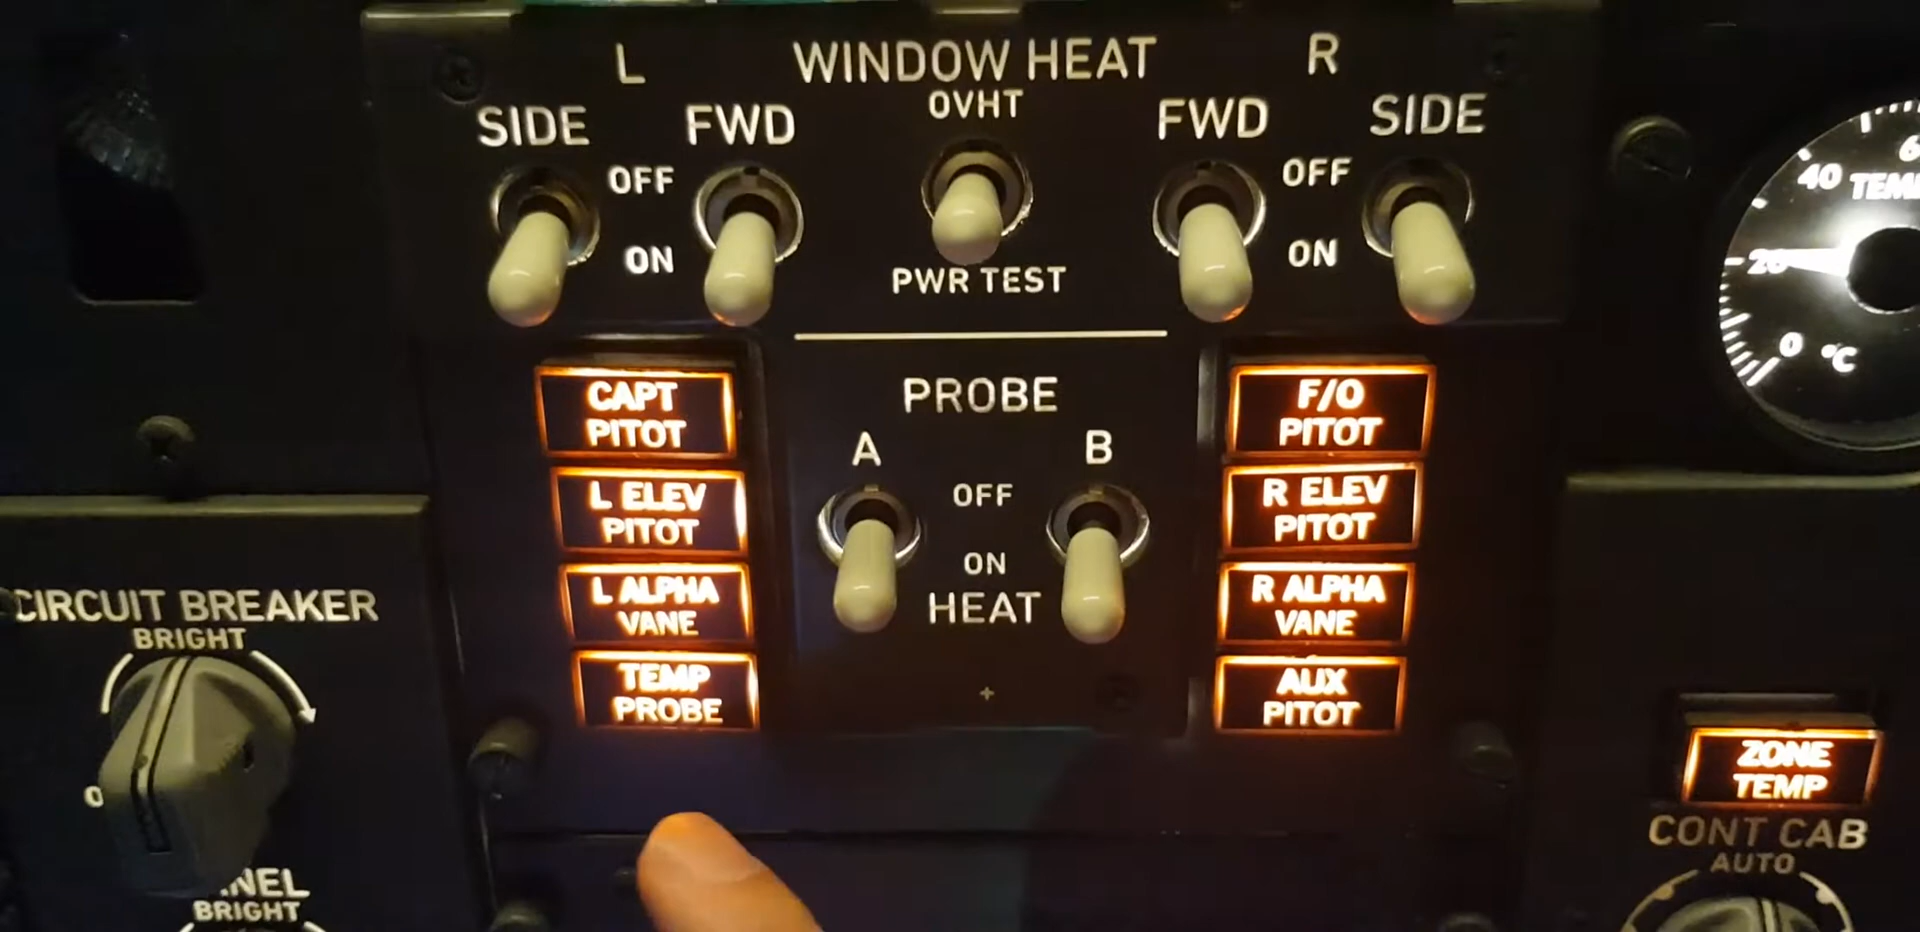 L
WINDOW HEAT
R
SIDE
FWD
OVHT
FWD
SIDE
OFF
OFF
ON
ON
PWR TEST
40
20
0 °C
CAPT
PITOT
L ELEV
PITOT
L ALPHA
VANE
TEMP
PROBE
PROBE
A
B
OFF
ON
HEAT
F/O
PITOT
R ELEV
PITOT
R ALPHA
VANE
AUX
PITOT
CIRCUIT BREAKER
BRIGHT
BRIGHT
ZONE
TEMP
CONT CAB
AUTO